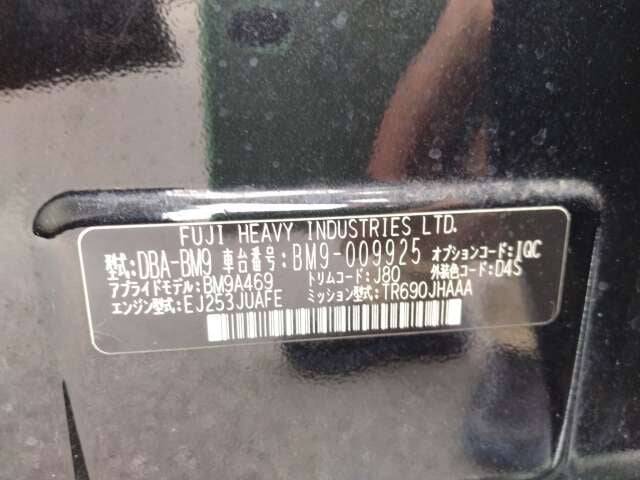 FUJI HEAVY INDUSTRIES LTD.
型式:DBA-BM9 車台番号:BM9-009925 オプションコード:IQC
アプライドモデル:BM9A469 トリムコード:J80 外装色コード:D4S
エンジン型式:EJ253JUAFE ミッション型式:TR690JHAAA